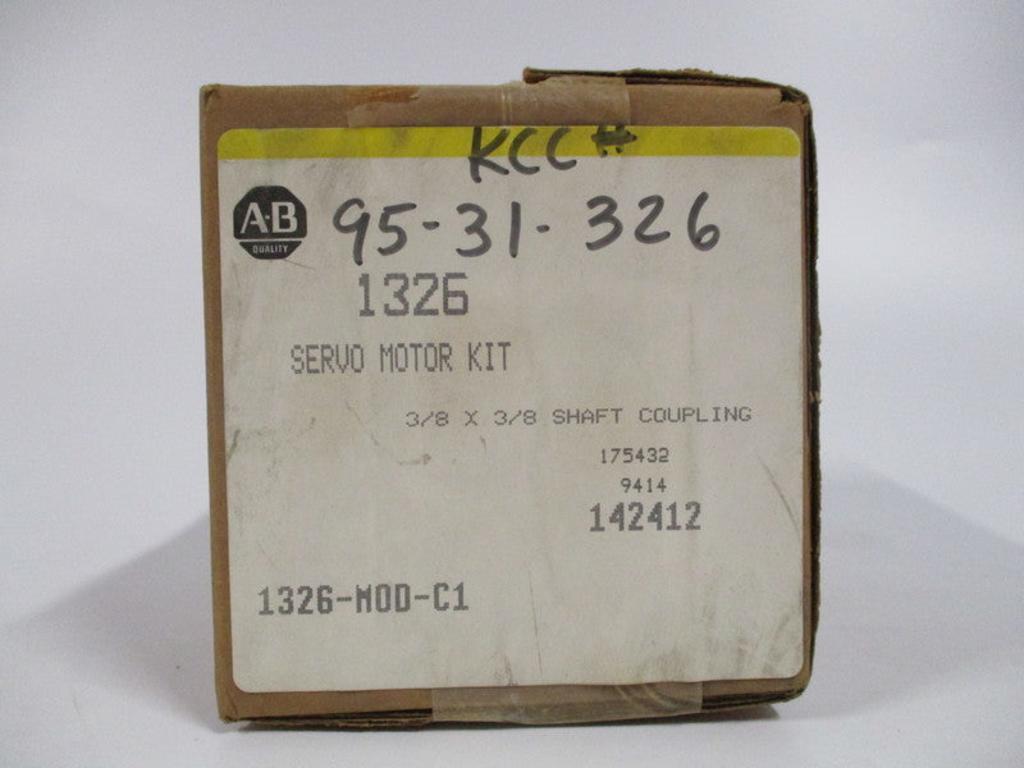 KCC #
A·B
QUALITY
95-31-326
1326
SERVO MOTOR KIT
3/8 X 3/8 SHAFT COUPLING
175432
9414
142412
1326-MOD-C1